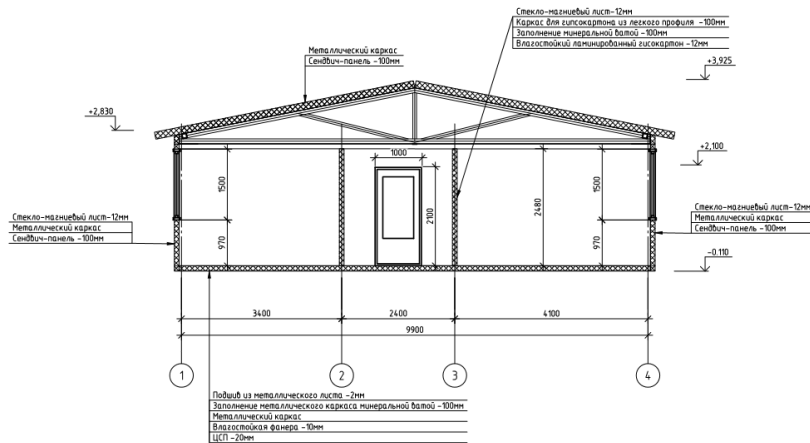 Стекло-магниевый лист-12мм
Каркас для гипсокартона из легкого профиля -100мм
Заполнение минеральной ватой -100мм
Влагостойкий ламинированный гисокартон -12мм
Металлический каркас
Сендвич-панель -100мм
+3,925
+2,830
+2,100
1000
1500
2100
2480
1500
970
970
Стекло-магниевый лист-12мм
Металлический каркас
Сендвич-панель -100мм
Стекло-магниевый лист-12мм
Металлический каркас
Сендвич-панель -100мм
-0.110
3400
2400
4100
9900
1
2
3
4
Подшив из металлического листа -2мм
Заполнение металлического каркаса минеральной ватой -100мм
Металлический каркас
Влагостойкая фанера -10мм
ЦСП -20мм